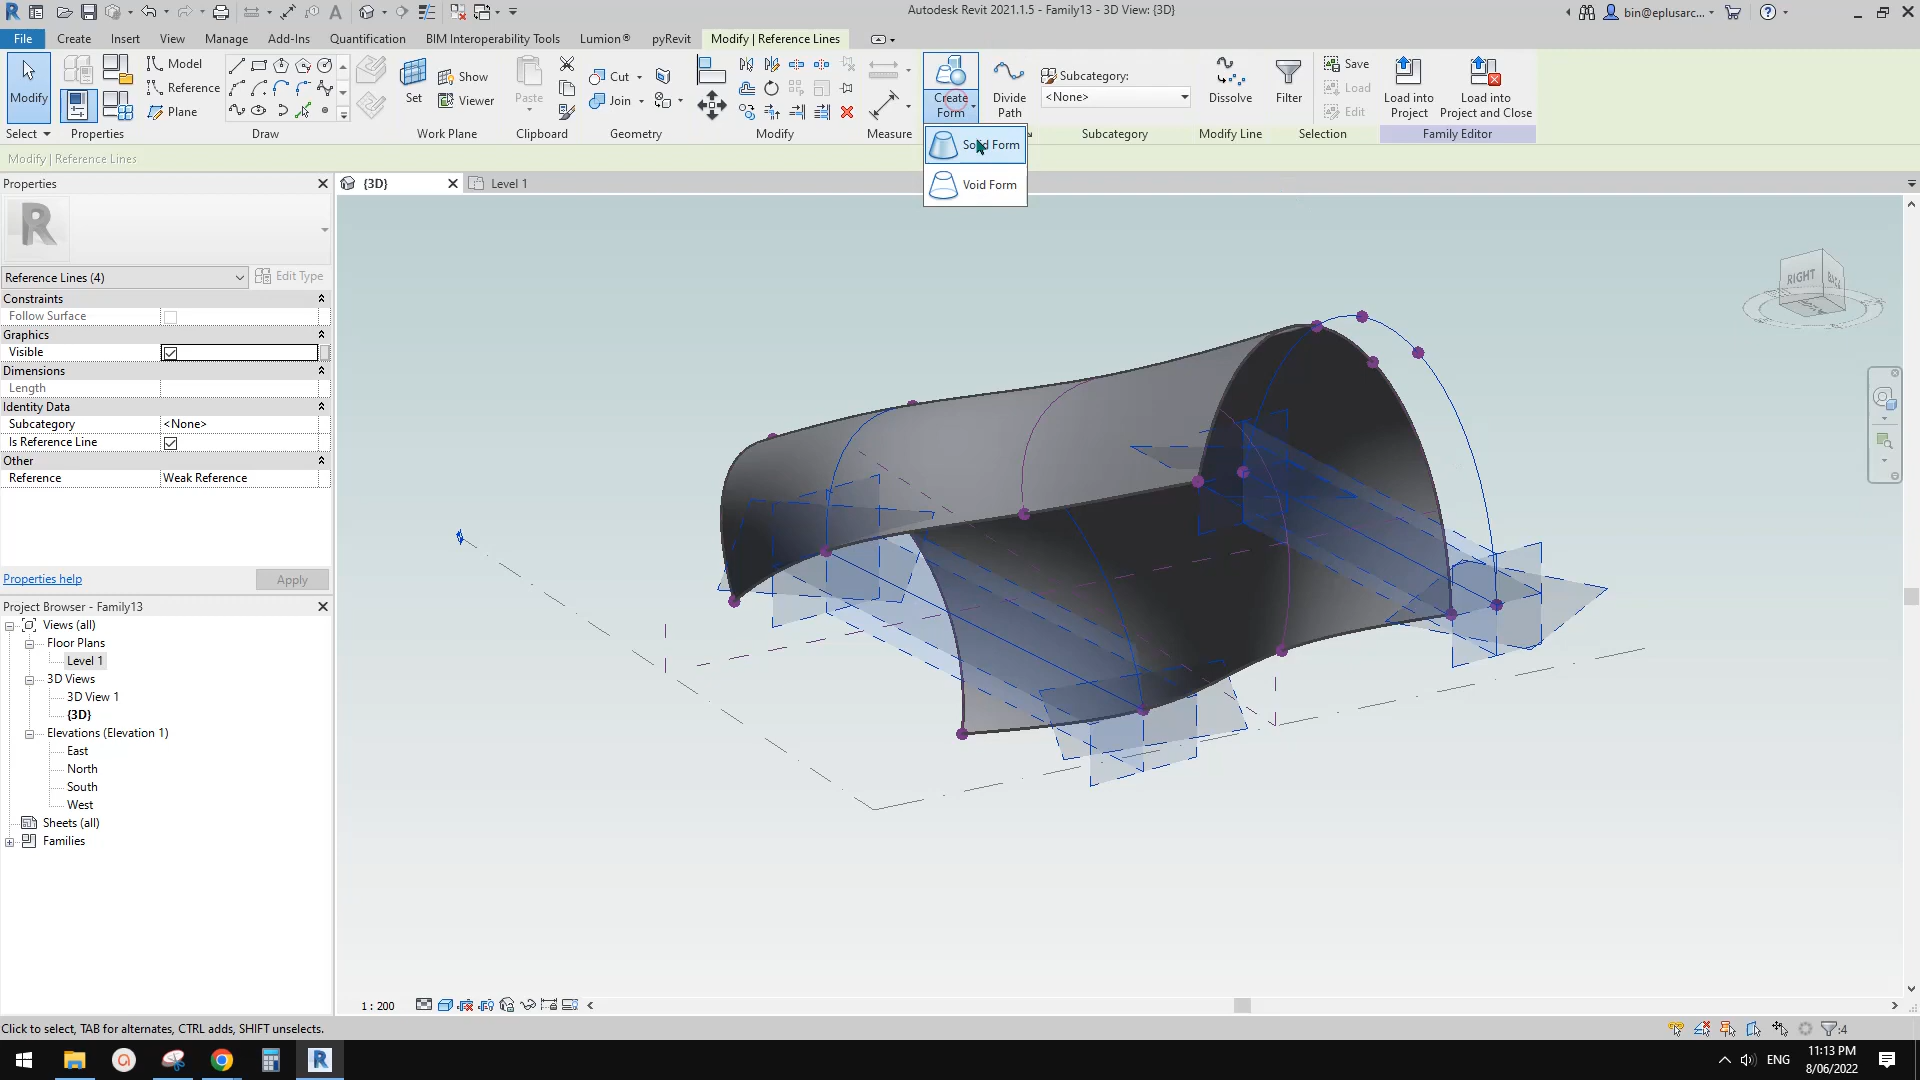 Autodesk Revit 2021.1.5 - Family13 - 3D View: {3D}
bin@eplusarc...
File Create Insert View Manage Add-Ins Quantification BIM Interoperability Tools Lumion® pyRevit Modify | Reference Lines
Modify
Model
Reference
Plane
Set
Show
Viewer
Paste
Cut
Join
Create Form
Divide Path
Subcategory:
<None>
Dissolve
Filter
Save
Load
Edit
Load into Project
Load into Project and Close
Select Properties Draw Work Plane Clipboard Geometry Modify Measure Subcategory Modify Line Selection Family Editor
Solid Form
Void Form
Modify | Reference Lines
Properties
{3D}
Level 1
R
Reference Lines (4)
Edit Type
Constraints
Follow Surface
Graphics
Visible
Dimensions
Length
Identity Data
Subcategory <None>
Is Reference Line
Other
Reference Weak Reference
Properties help
Apply
Project Browser - Family13
Views (all)
Floor Plans
Level 1
3D Views
3D View 1
{3D}
Elevations (Elevation 1)
East
North
South
West
Sheets (all)
Families
RIGHT
BACK
1 : 200
Click to select, TAB for alternates, CTRL adds, SHIFT unselects.
:4
ENG
11:13 PM
8/06/2022